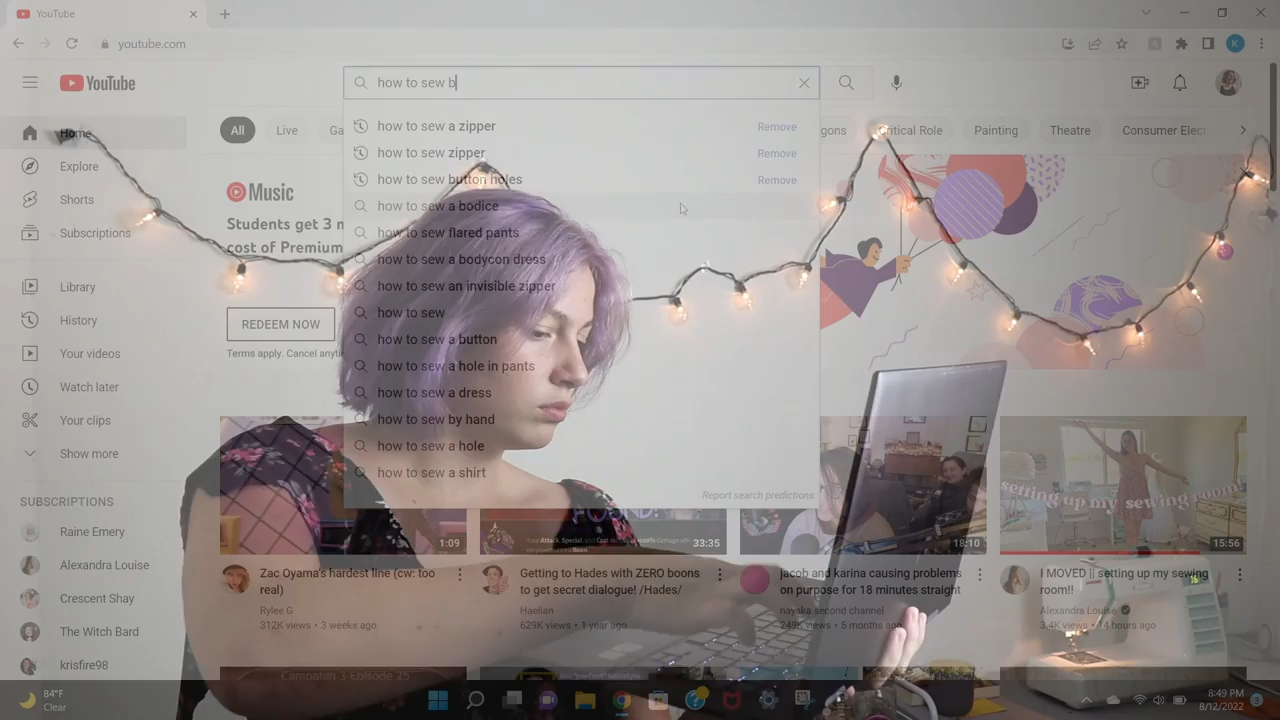 YouTube
youtube.com
K
YouTube
how to sew b
Home
Explore
Shorts
Subscriptions
Library
History
Your videos
Watch later
Your clips
Show more
SUBSCRIPTIONS
Raine Emery
Alexandra Louise
Crescent Shay
The Witch Bard
krisfire98
how to sew a zipper Remove
how to sew zipper Remove
how to sew button holes Remove
how to sew a bodice
how to sew flared pants
how to sew a bodycon dress
how to sew an invisible zipper
how to sew
how to sew a button
how to sew a hole in pants
how to sew a dress
how to sew by hand
how to sew a hole
how to sew a shirt
Report search predictions
All Live Ga
gons Critical Role Painting Theatre Consumer Elect
Music
Students get 3 m
cost of Premium
REDEEM NOW
Terms apply. Cancel anyti
setting up my sewing room!
1:09
33:35
18:10
15:56
Zac Oyama's hardest line (cw: too
real)
Rylee G
312K views • 3 weeks ago
Getting to Hades with ZERO boons
to get secret dialogue! /Hades/
Haelian
629K views • 1 year ago
jacob and karina causing problems
on purpose for 18 minutes straight
nayaka second channel
249K views • 5 months ago
I MOVED || setting up my sewing
room!!
Alexandra Louise
3.4K views • 14 hours ago
Campaign 3 Episode 25
84°F
Clear
8:49 PM
8/12/2022
3